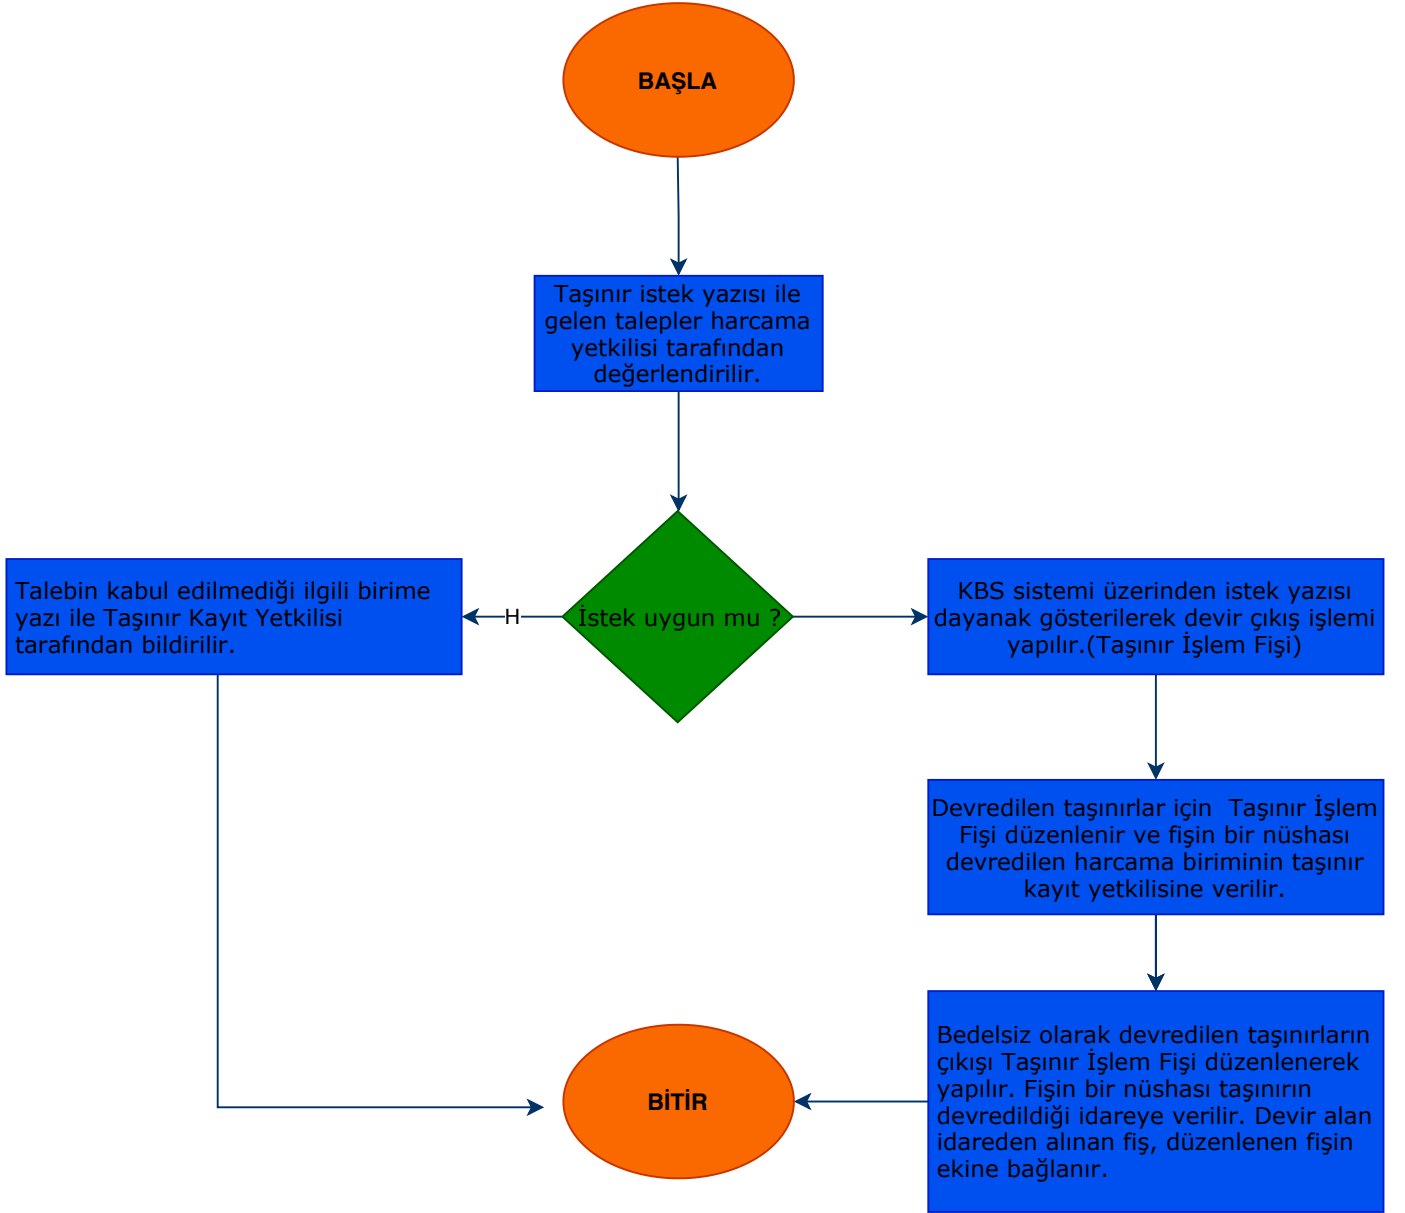 BAŞLA
Taşınır istek yazısı ile
gelen talepler harcama
yetkilisi tarafından
değerlendirilir.
Talebin kabul edilmediği ilgili birime
yazı ile Taşınır Kayıt Yetkilisi
tarafından bildirilir.
H
İstek uygun mu ?
KBS sistemi üzerinden istek yazısı
dayanak gösterilerek devir çıkış işlemi
yapılır.(Taşınır İşlem Fişi)
Devredilen taşınırlar için  Taşınır İşlem
Fişi düzenlenir ve fişin bir nüshası
devredilen harcama biriminin taşınır
kayıt yetkilisine verilir.
BİTİR
Bedelsiz olarak devredilen taşınırların
çıkışı Taşınır İşlem Fişi düzenlenerek
yapılır. Fişin bir nüshası taşınırın
devredildiği idareye verilir. Devir alan
idareden alınan fiş, düzenlenen fişin
ekine bağlanır.